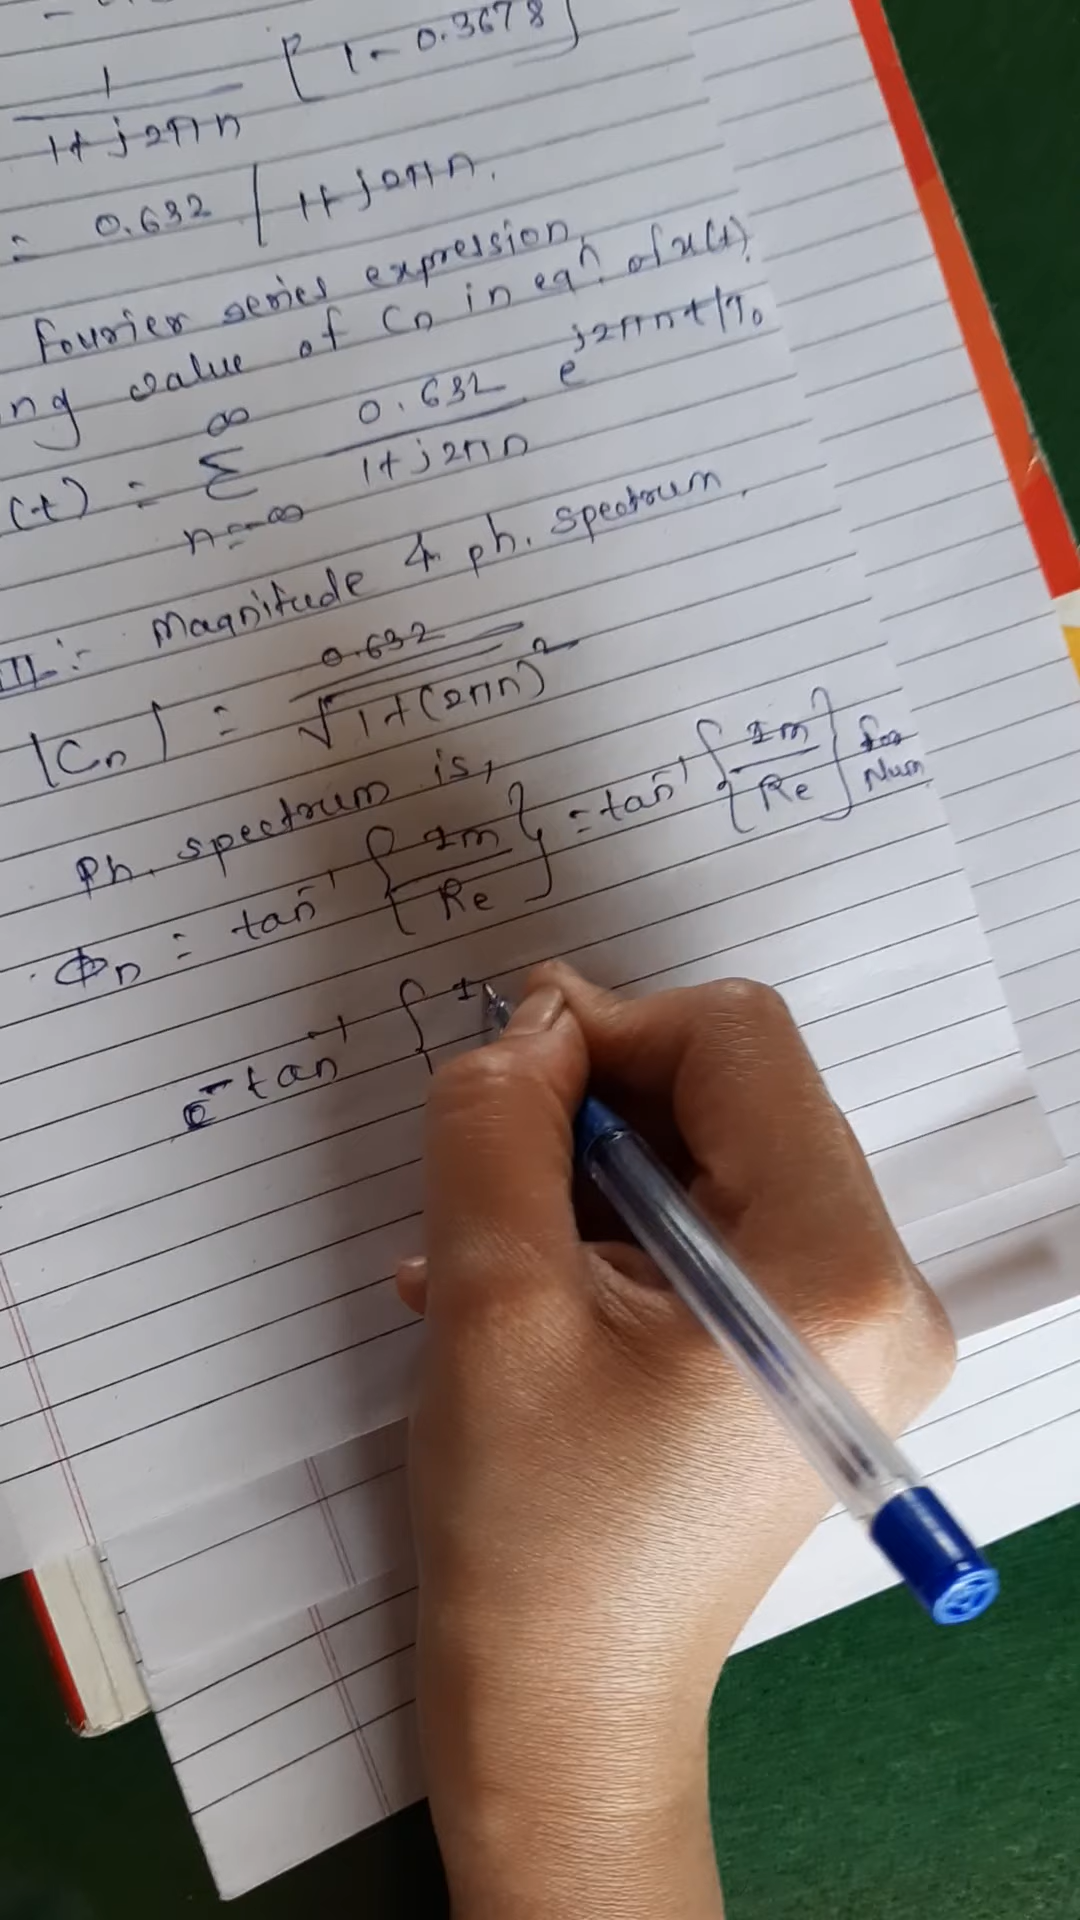 1 / 1+j2πn [1 - 0.3678]
= 0.632 / 1+j2πn.
Fourier series expression,
ng value of Cn in eqn. of x(t).
(t) = ∞ Σ n=-∞ 0.632 / 1+j2πn e^j2πnt/T0
III:- Magnitude & ph. spectrum.
|Cn| = 0.632 / √1+(2πn)^2
Ph. spectrum is,
Φn = tan^-1 {Im / Re} = tan^-1 {Im / Re} for Num
- tan^-1 {I